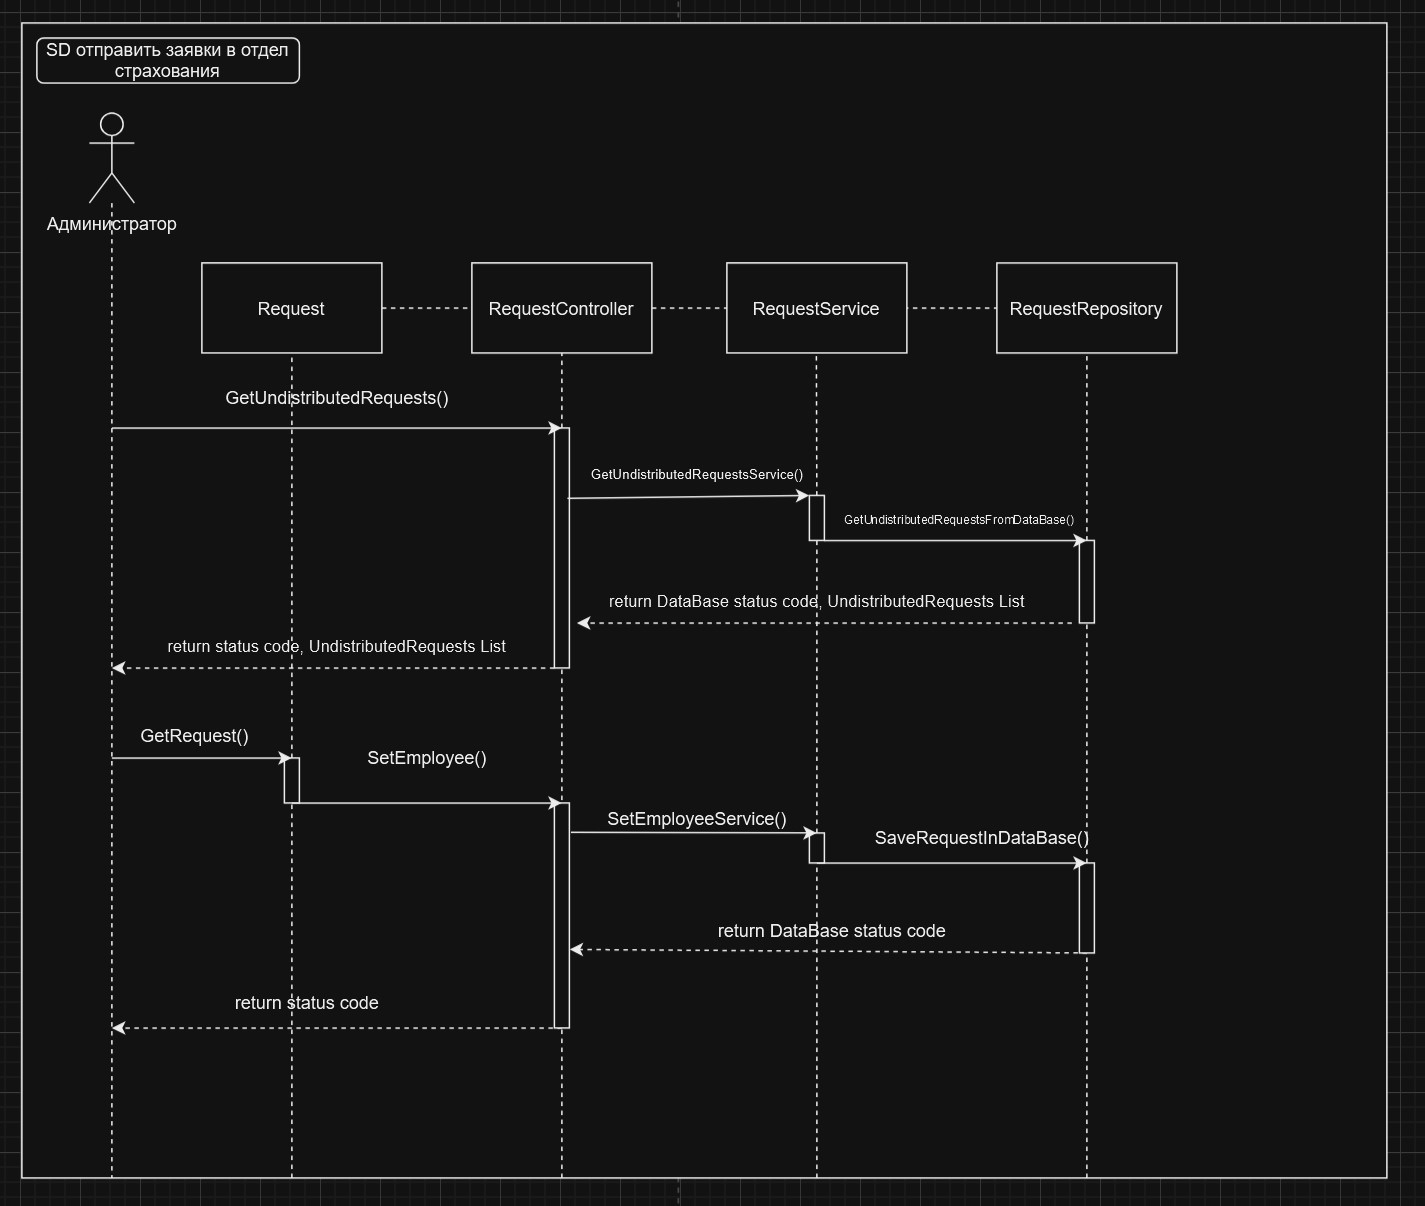 SD отправить заявки в отдел
страхования
Администратор
Request
RequestController
RequestService
RequestRepository
GetUndistributedRequests()
GetUndistributedRequestsService()
GetUndistributedRequestsFromDataBase()
return DataBase status code, UndistributedRequests List
return status code, UndistributedRequests List
GetRequest()
SetEmployee()
SetEmployeeService()
SaveRequestInDataBase()
return DataBase status code
return status code